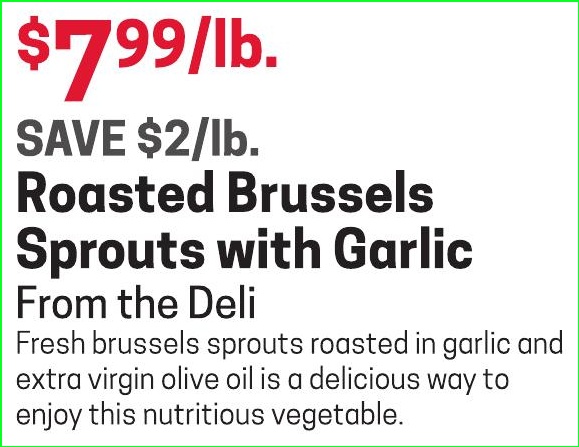 $7.99/lb.
SAVE $2/lb.
Roasted Brussels
Sprouts with Garlic
From the Deli
Fresh brussels sprouts roasted in garlic and
extra virgin olive oil is a delicious way to
enjoy this nutritious vegetable.